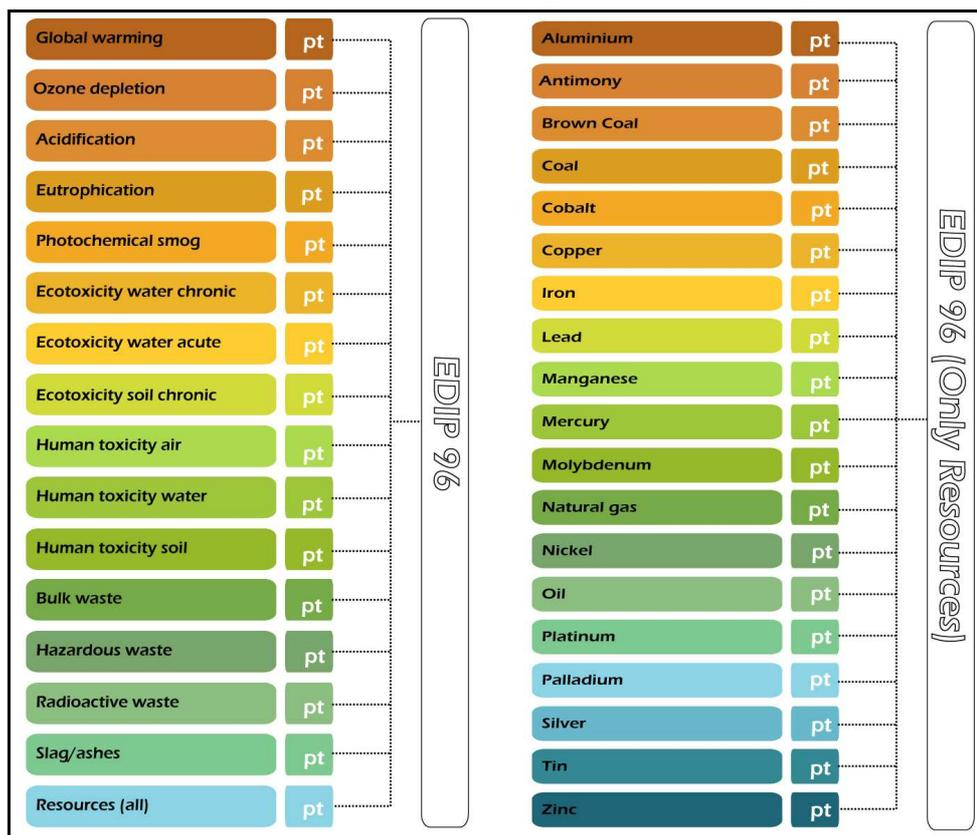 Global warming pt
Ozone depletion pt
Acidification pt
Eutrophication pt
Photochemical smog pt
Ecotoxicity water chronic pt
Ecotoxicity water acute pt
Ecotoxicity soil chronic pt
Human toxicity air pt
Human toxicity water pt
Human toxicity soil pt
Bulk waste pt
Hazardous waste pt
Radioactive waste pt
Slag/ashes pt
Resources (all) pt
EDIP 96
Aluminium pt
Antimony pt
Brown Coal pt
Coal pt
Cobalt pt
Copper pt
Iron pt
Lead pt
Manganese pt
Mercury pt
Molybdenum pt
Natural gas pt
Nickel pt
Oil pt
Platinum pt
Palladium pt
Silver pt
Tin pt
Zinc pt
EDIP 96 (Only Resources)